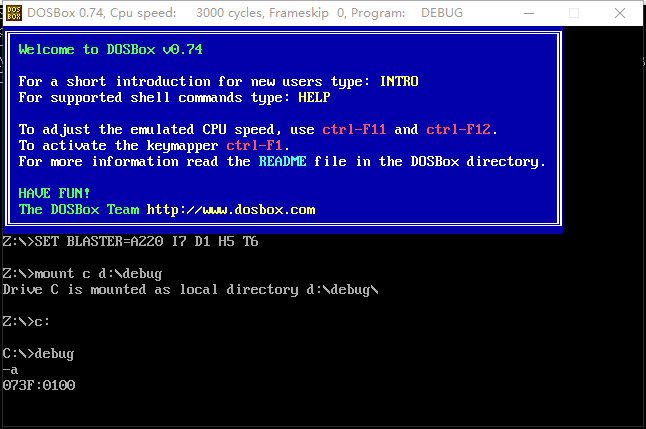 DOSBox 0.74, Cpu speed: 3000 cycles, Frameskip 0, Program: DEBUG
Welcome to DOSBox v0.74
For a short introduction for new users type: INTRO
For supported shell commands type: HELP
To adjust the emulated CPU speed, use ctrl-F11 and ctrl-F12.
To activate the keymapper ctrl-F1.
For more information read the README file in the DOSBox directory.
HAVE FUN!
The DOSBox Team http://www.dosbox.com
Z:\>SET BLASTER=A220 I7 D1 H5 T6
Z:\>mount c d:\debug
Drive C is mounted as local directory d:\debug\
Z:\>c:
C:\>debug
-a
073F:0100